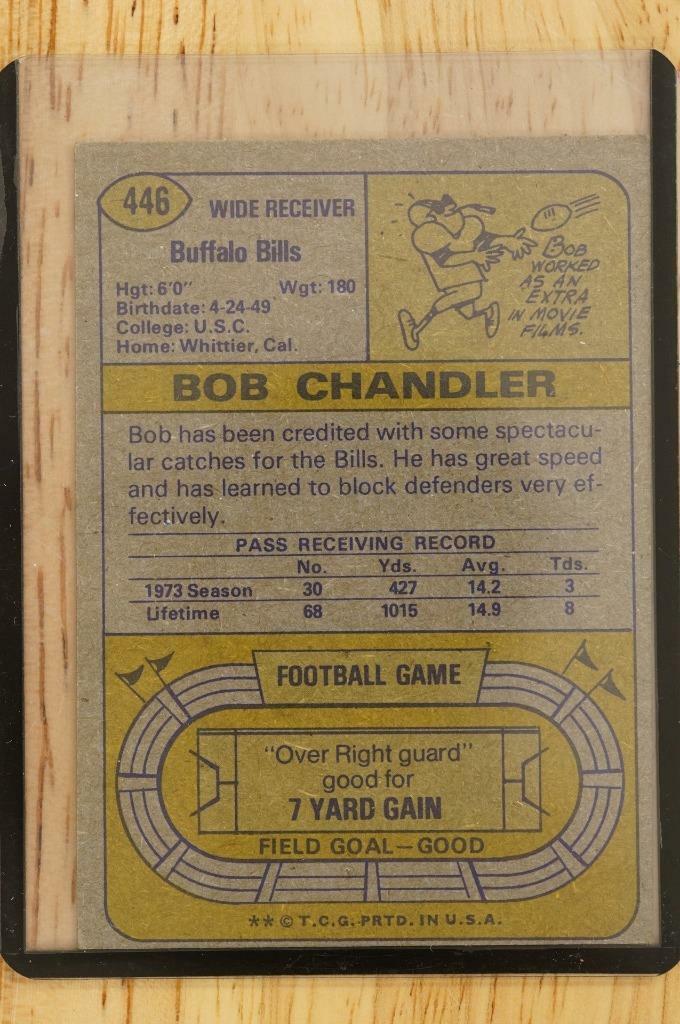 446
WIDE RECEIVER
Buffalo Bills
Hgt: 6'0" Wgt: 180
Birthdate: 4-24-49
College: U.S.C.
Home: Whittier, Cal.
BOB
WORKED
AS AN
EXTRA
IN MOVIE
FILMS.
BOB CHANDLER
Bob has been credited with some spectacu-
lar catches for the Bills. He has great speed
and has learned to block defenders very ef-
fectively.
PASS RECEIVING RECORD
No. Yds. Avg. Tds.
1973 Season 30 427 14.2 3
Lifetime 68 1015 14.9 8
FOOTBALL GAME
"Over Right guard"
good for
7 YARD GAIN
FIELD GOAL—GOOD
** © T.C.G. PRTD. IN U.S.A.